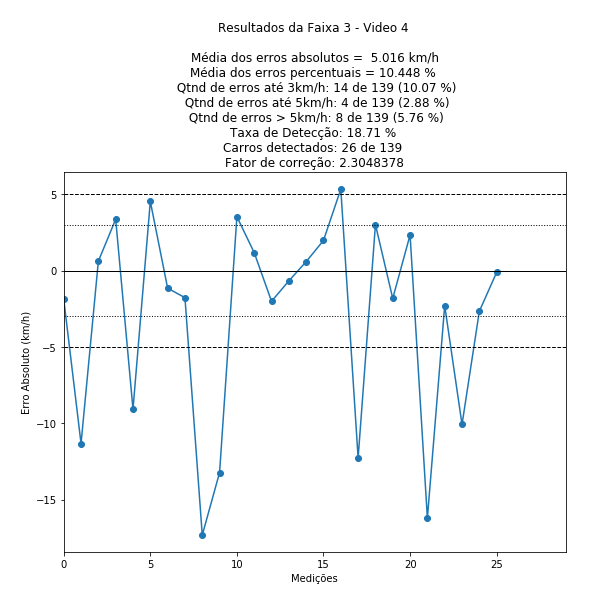 Resultados da Faixa 3 - Video 4
Média dos erros absolutos =  5.016 km/h
Média dos erros percentuais = 10.448 %
Qtnd de erros até 3km/h: 14 de 139 (10.07 %)
Qtnd de erros até 5km/h: 4 de 139 (2.88 %)
Qtnd de erros > 5km/h: 8 de 139 (5.76 %)
Taxa de Detecção: 18.71 %
Carros detectados: 26 de 139
Fator de correção: 2.3048378
5
0
−5
−10
−15
Erro Absoluto (km/h)
0 5 10 15 20 25
Medições